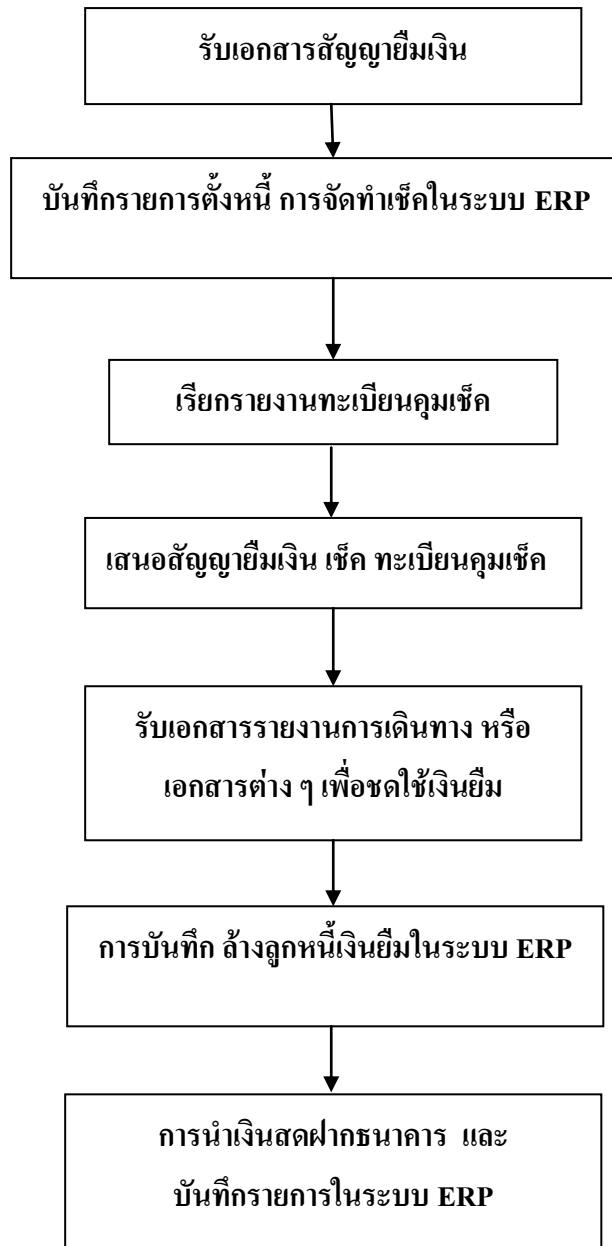 รับเอกสารสัญญายืมเงิน
บันทึกรายการตั้งหนี้ การจัดทำเช็คในระบบ ERP
เรียกรายงานทะเบียนคุมเช็ค
เสนอสัญญายืมเงิน เช็ค ทะเบียนคุมเช็ค
รับเอกสารรายงานการเดินทาง หรือ
เอกสารต่าง ๆ เพื่อชดใช้เงินยืม
การบันทึก ล้างลูกหนี้เงินยืมในระบบ ERP
การนำเงินสดฝากธนาคาร และ
บันทึกรายการในระบบ ERP